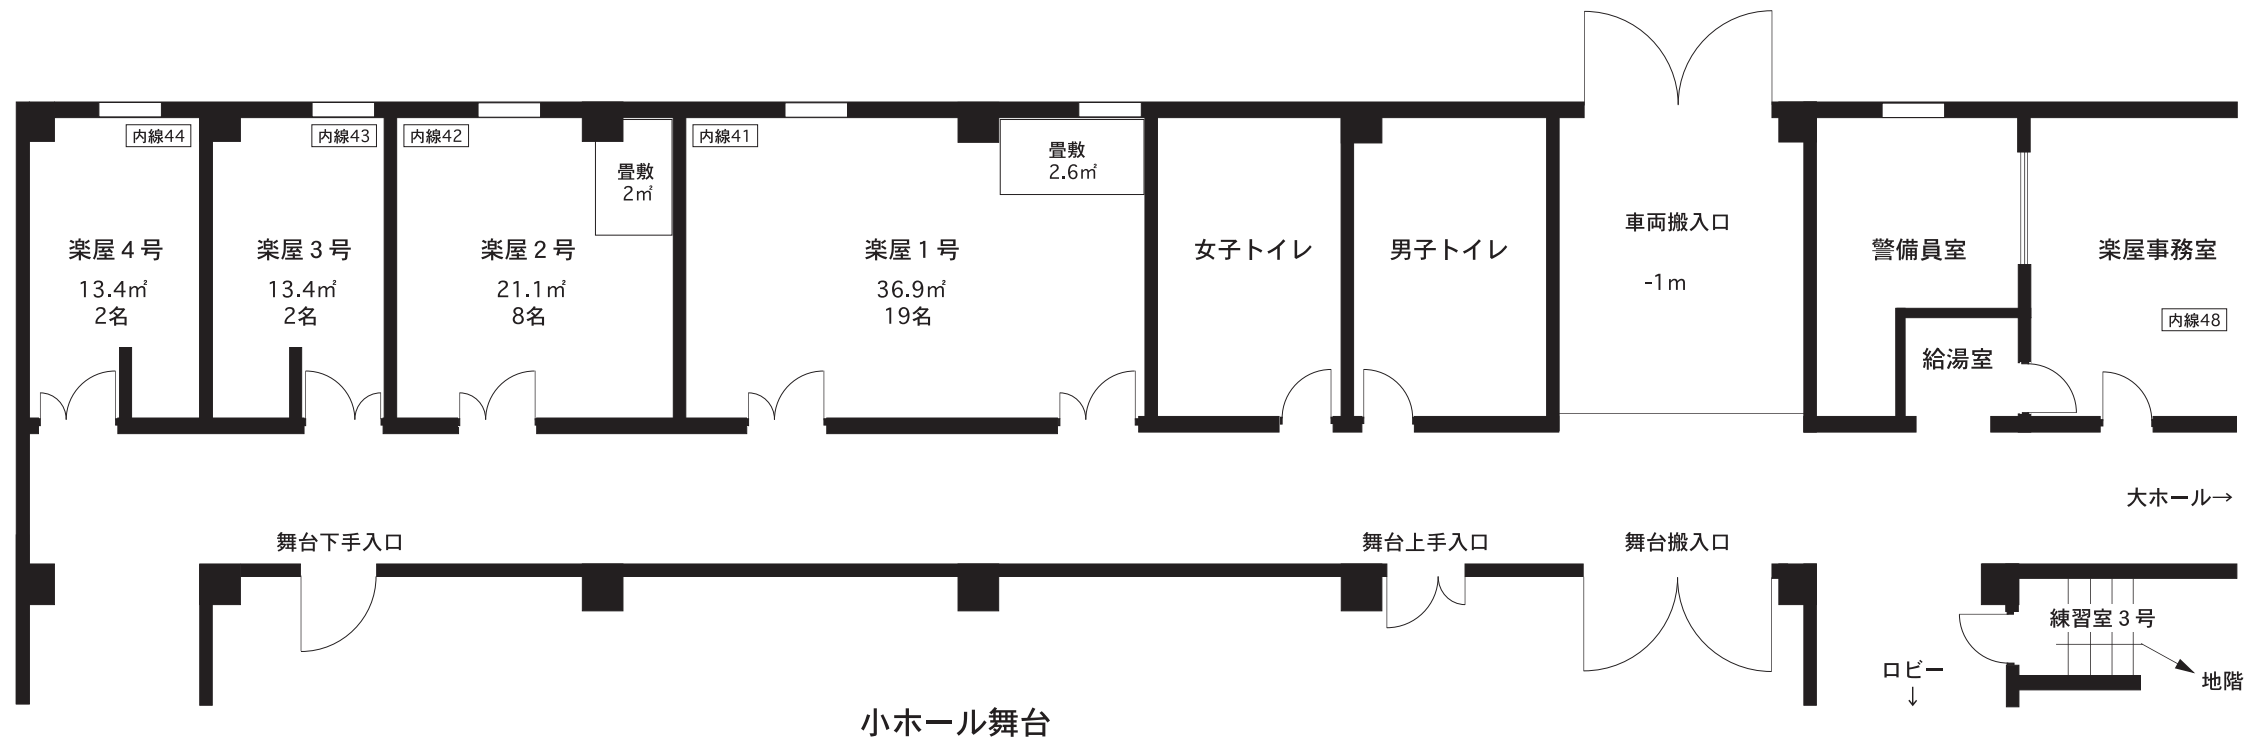 内線44
内線43
内線42
内線41
畳敷
2㎡
畳敷
2.6㎡
楽屋４号
13.4㎡
2名
楽屋３号
13.4㎡
2名
楽屋２号
21.1㎡
8名
楽屋１号
36.9㎡
19名
女子トイレ
男子トイレ
車両搬入口
-1m
警備員室
給湯室
楽屋事務室
内線48
大ホール→
舞台下手入口
舞台上手入口
舞台搬入口
練習室３号
地階
ロビー
↓
小ホール舞台